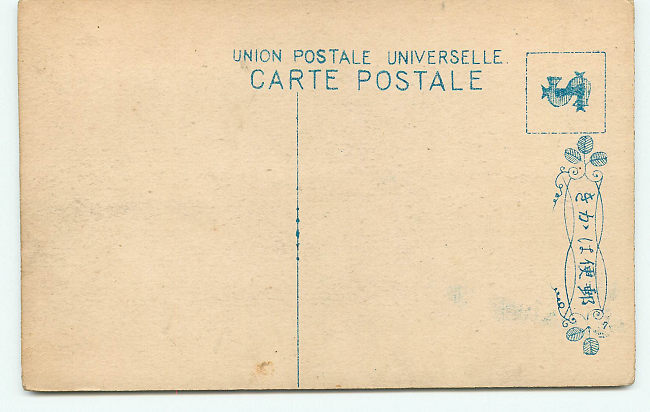 UNION POSTALE UNIVERSELLE.
CARTE POSTALE
郵便はかき